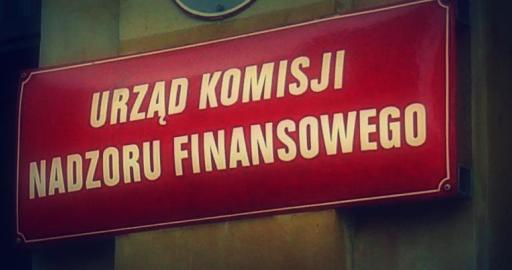 URZĄD KOMISJI
NADZORU FINANSOWEGO